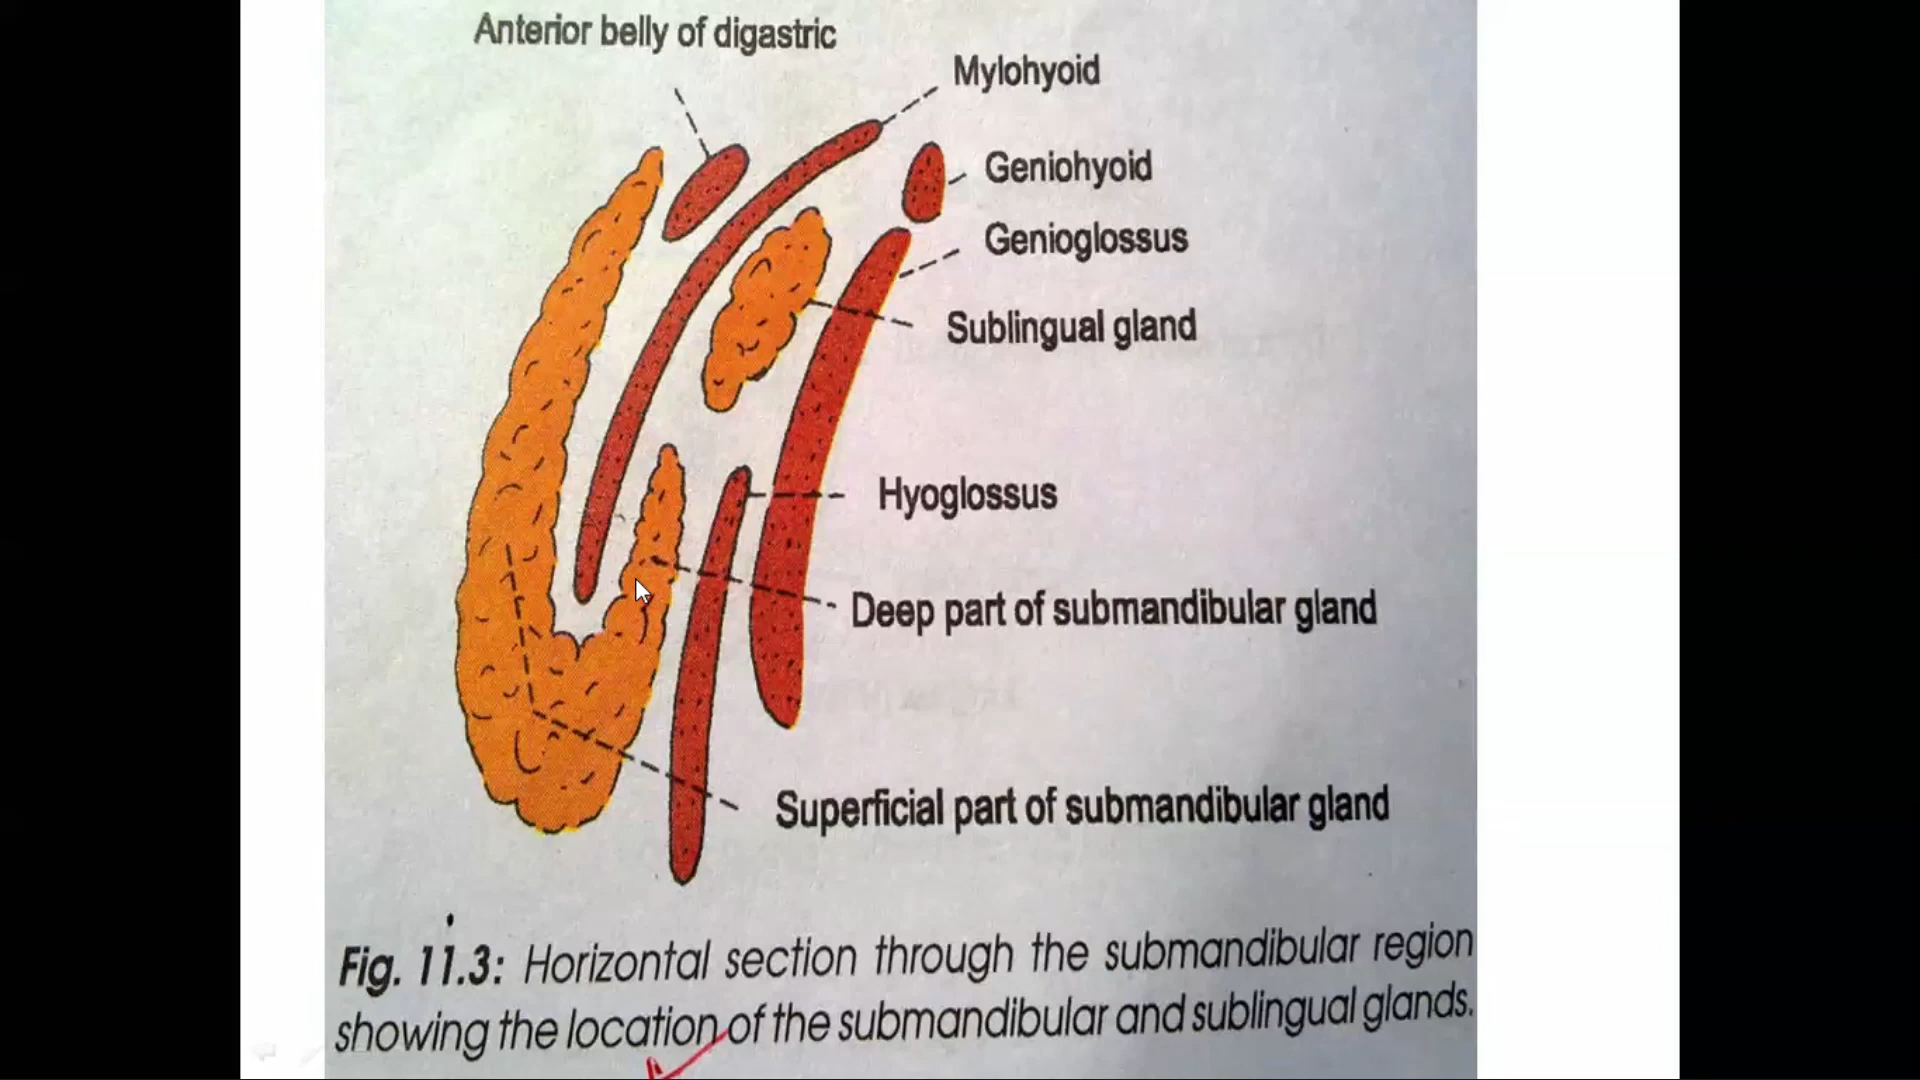 Anterior belly of digastric
Mylohyoid
Geniohyoid
Genioglossus
Sublingual gland
Hyoglossus
Deep part of submandibular gland
Superficial part of submandibular gland
Fig. 11.3: Horizontal section through the submandibular region
showing the location of the submandibular and sublingual glands.